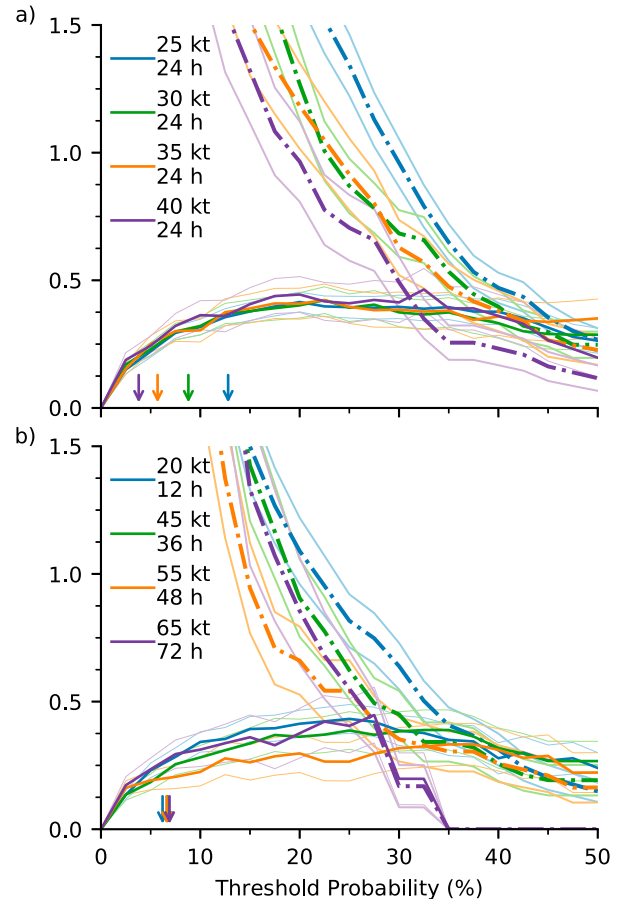 a)
1.5
25 kt
24 h
30 kt
24 h
1.0
35 kt
24 h
40 kt
24 h
0.5
0.0
b)
1.5
20 kt
12 h
45 kt
36 h
1.0
55 kt
48 h
65 kt
72 h
0.5
0.0
0 10 20 30 40 50
Threshold Probability (%)